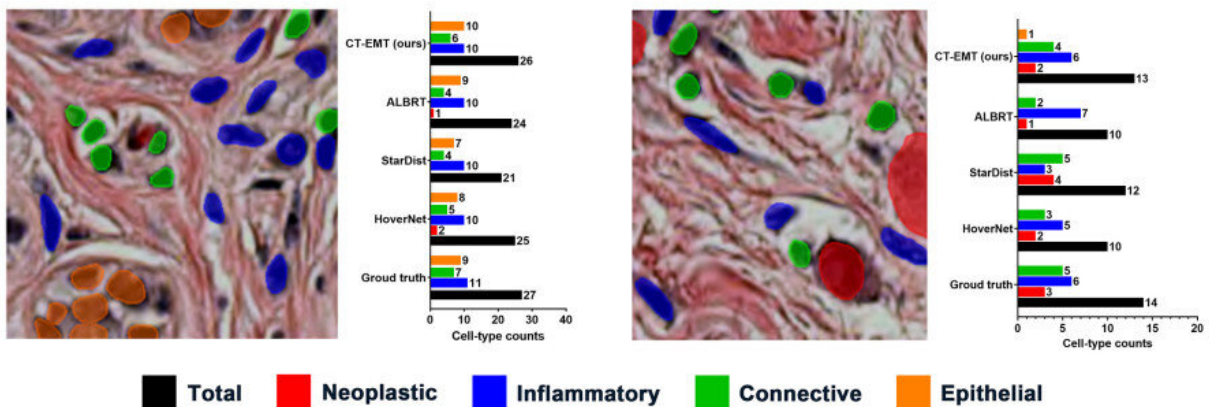 10
CT-EMT (ours)
6
10
26
9
ALBRT
4
10
1
24
7
StarDist
4
10
21
8
HoverNet
5
10
2
25
9
Groud truth
7
11
27
0 10 20 30 40
Cell-type counts
1
CT-EMT (ours)
4
6
2
13
ALBRT
2
7
1
10
StarDist
5
3
4
12
HoverNet
3
5
2
10
Groud truth
5
6
3
14
0 5 10 15 20
Cell-type counts
Total Neoplastic Inflammatory Connective Epithelial